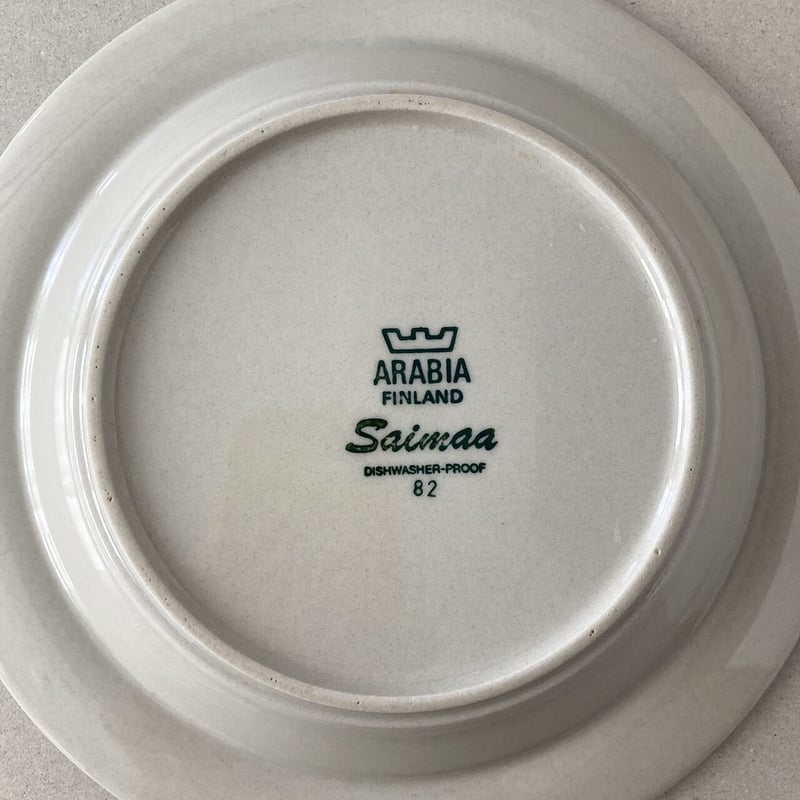 ARABIA
FINLAND
Saimaa
DISHWASHER-PROOF
82